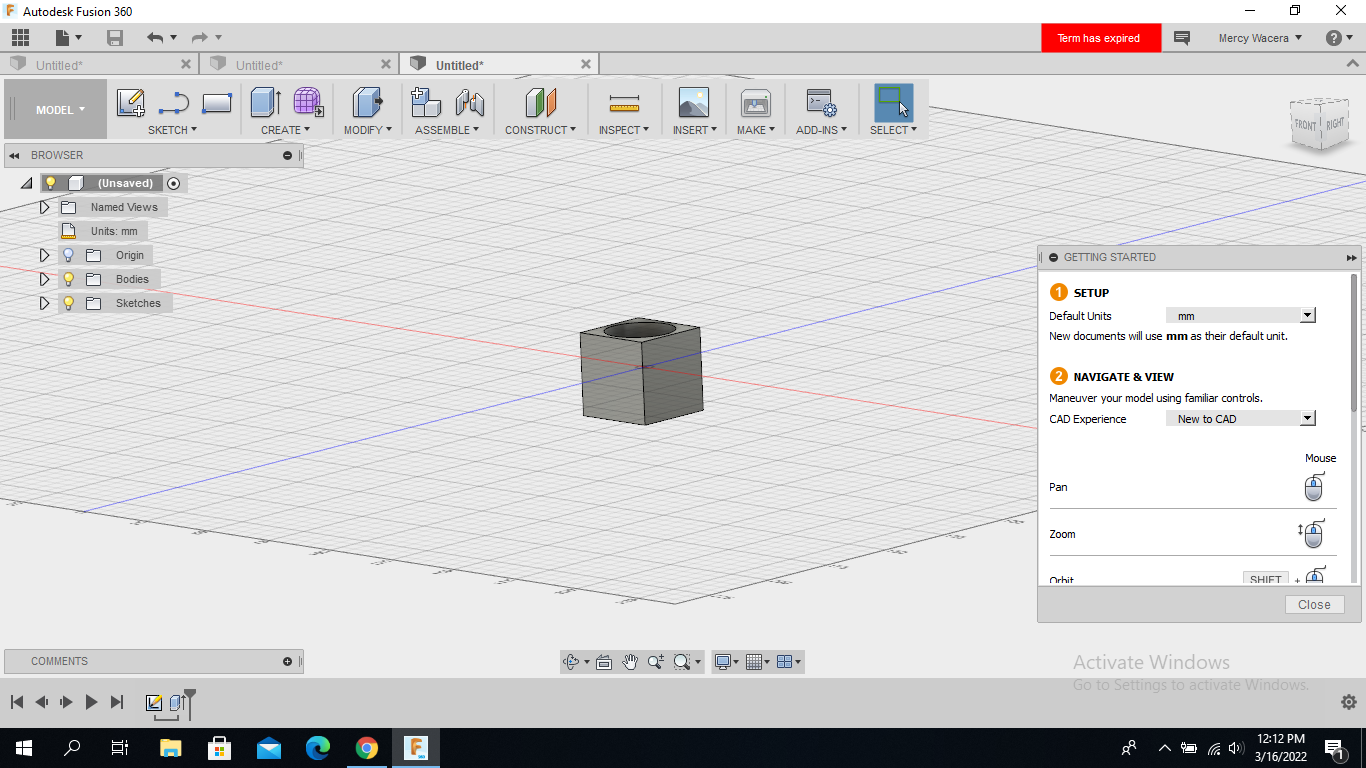 Autodesk Fusion 360
Term has expired
Mercy Wacera
Untitled*
Untitled*
Untitled*
MODEL
SKETCH
CREATE
MODIFY
ASSEMBLE
CONSTRUCT
INSPECT
INSERT
MAKE
ADD-INS
SELECT
FRONT
RIGHT
BROWSER
(Unsaved)
Named Views
Units: mm
Origin
Bodies
Sketches
GETTING STARTED
1 SETUP
Default Units mm
New documents will use mm as their default unit.
2 NAVIGATE & VIEW
Maneuver your model using familiar controls.
CAD Experience New to CAD
Mouse
Pan
Zoom
Orbit SHIFT +
Close
COMMENTS
Activate Windows
Go to Settings to activate Windows.
12:12 PM
3/16/2022
1